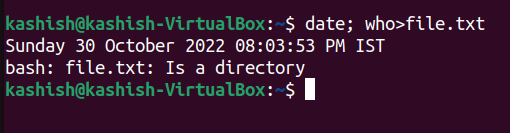 kashish@kashish-VirtualBox:~$ date; who>file.txt
Sunday 30 October 2022 08:03:53 PM IST
bash: file.txt: Is a directory
kashish@kashish-VirtualBox:~$